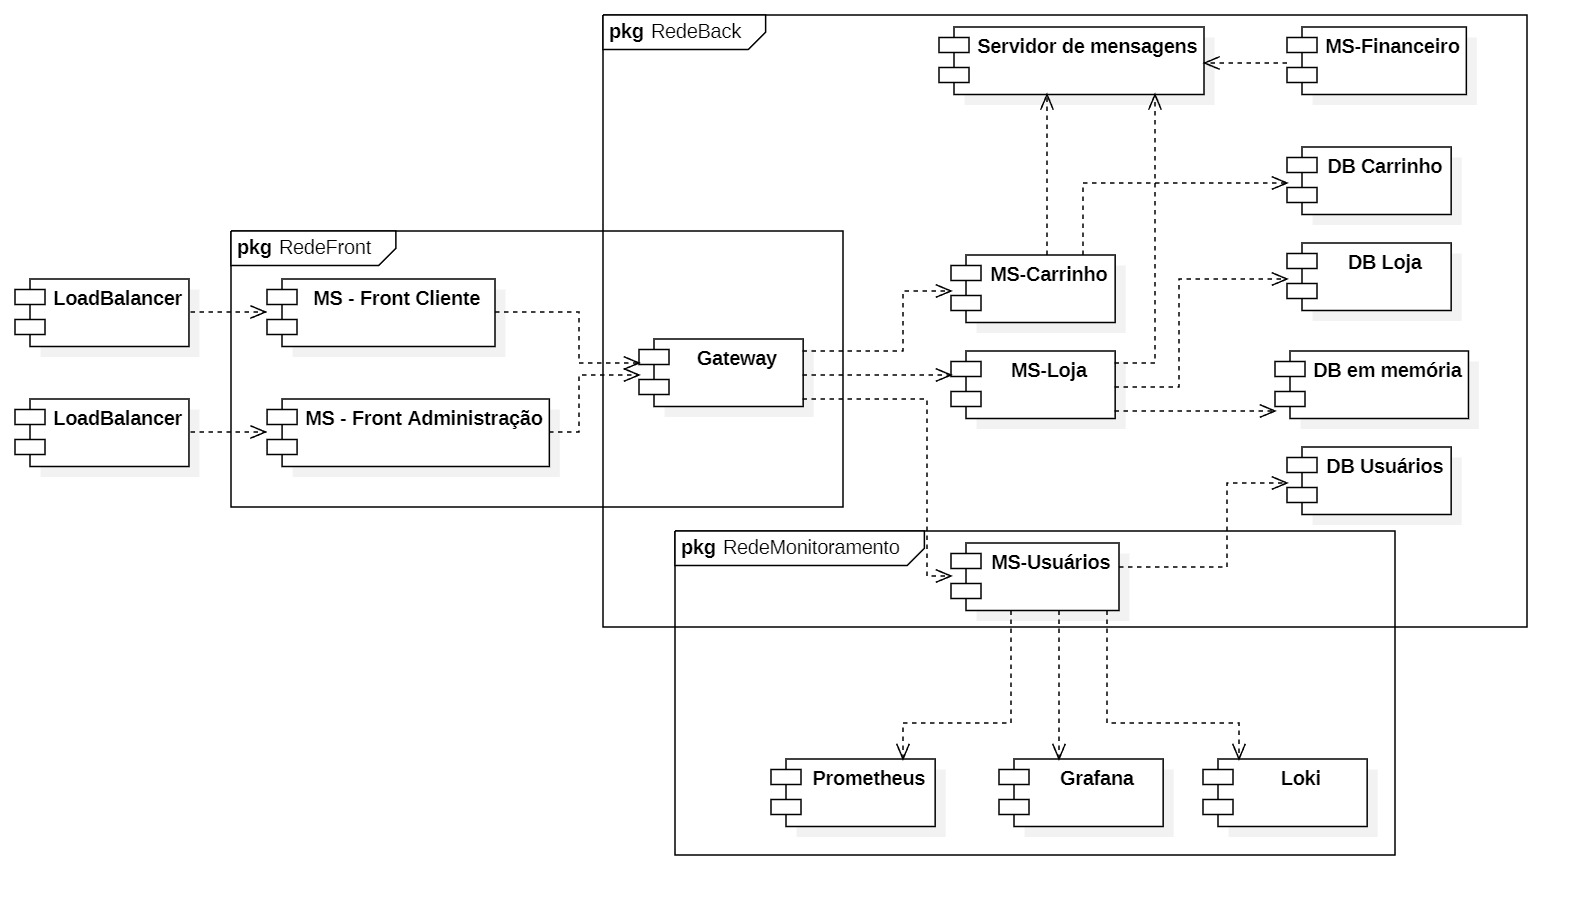 pkg RedeBack
Servidor de mensagens
MS-Financeiro
DB Carrinho
pkg RedeFront
MS-Carrinho
DB Loja
LoadBalancer
MS - Front Cliente
Gateway
MS-Loja
DB em memória
LoadBalancer
MS - Front Administração
DB Usuários
pkg RedeMonitoramento
MS-Usuários
Prometheus
Grafana
Loki